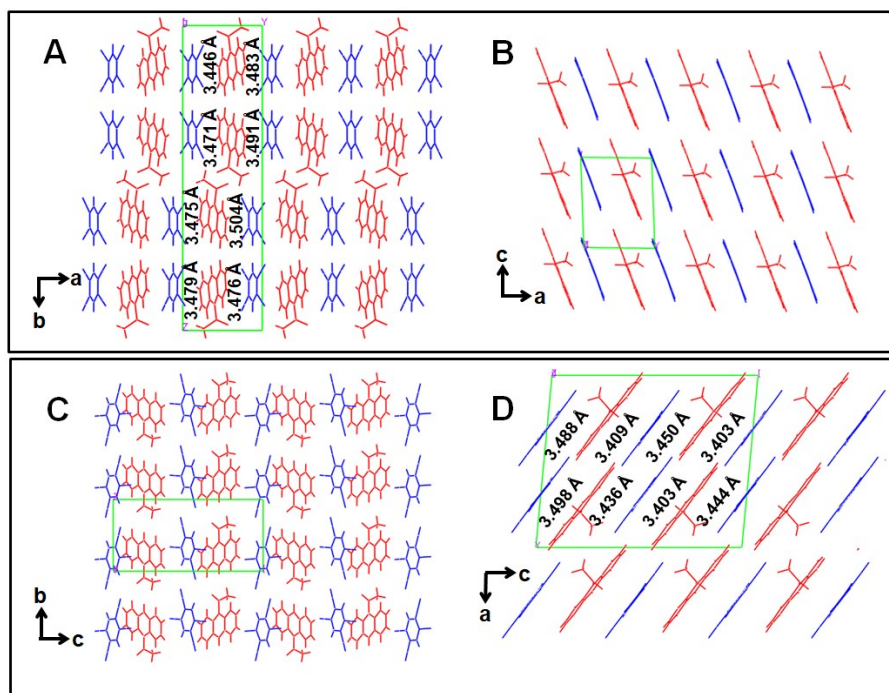 A
3.446 Å
3.483 Å
3.471 Å
3.491 Å
3.475 Å
3.504 Å
3.479 Å
3.476 Å
Y
Z
a
b
B
Y
c
a
C
b
c
D
3.488 Å
3.409 Å
3.450 Å
3.403 Å
3.498 Å
3.436 Å
3.403 Å
3.444 Å
c
a